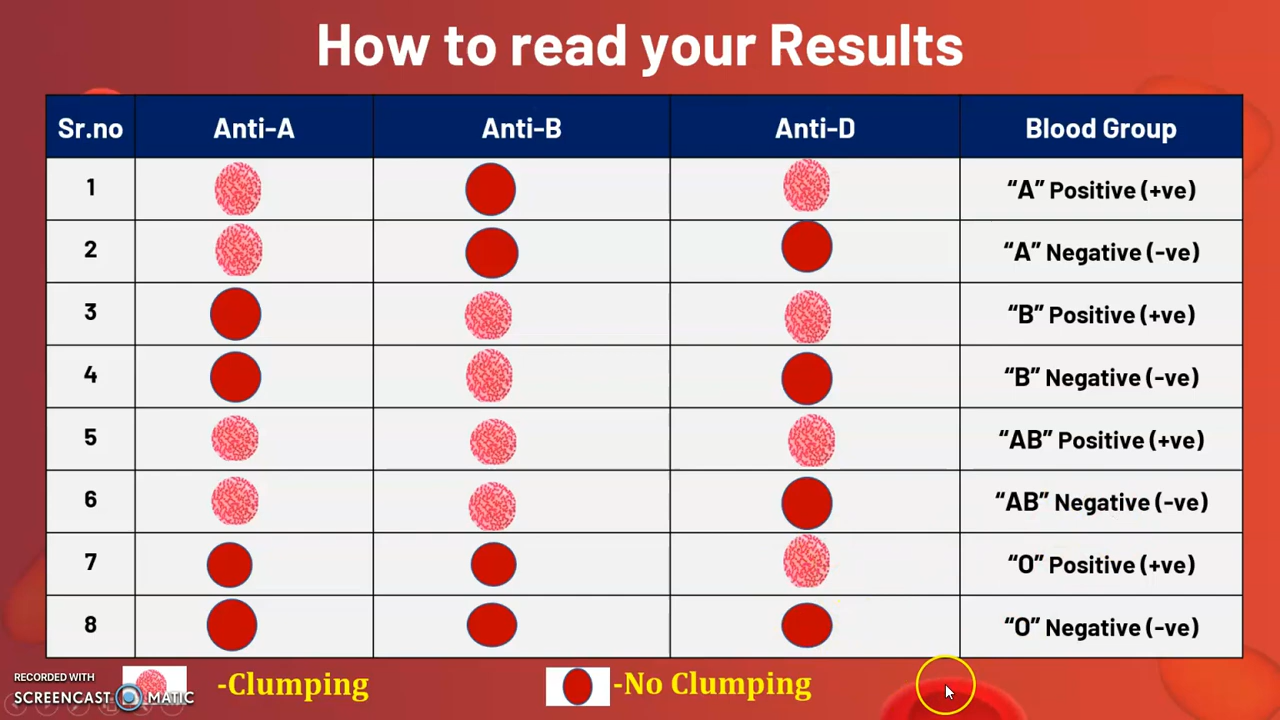 How to read your Results
Sr.no Anti-A Anti-B Anti-D Blood Group
1 “A” Positive (+ve)
2 “A” Negative (-ve)
3 “B” Positive (+ve)
4 “B” Negative (-ve)
5 “AB” Positive (+ve)
6 “AB” Negative (-ve)
7 “O” Positive (+ve)
8 “O” Negative (-ve)
-Clumping -No Clumping
RECORDED WITH
SCREENCAST MATIC